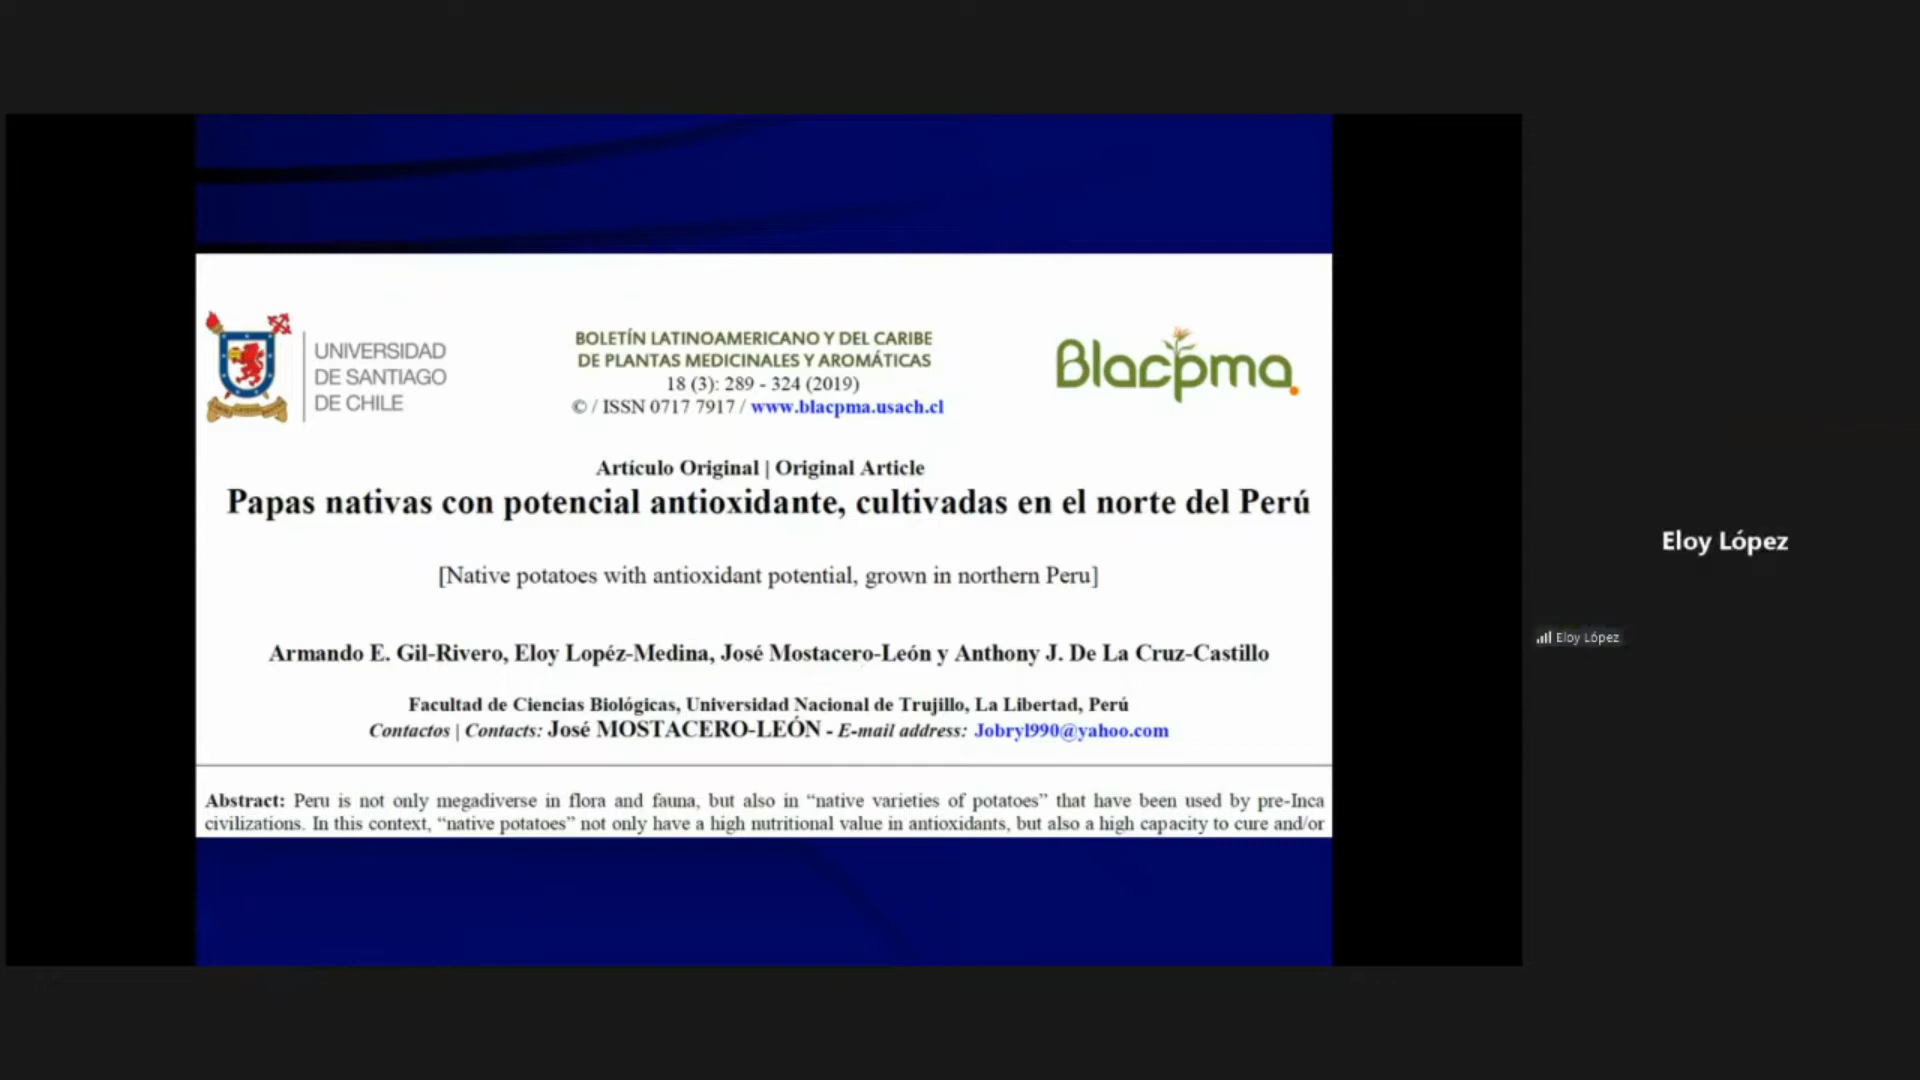 UNIVERSIDAD
DE SANTIAGO
DE CHILE
BOLETÍN LATINOAMERICANO Y DEL CARIBE
DE PLANTAS MEDICINALES Y AROMÁTICAS
18 (3): 289 - 324 (2019)
© / ISSN 0717 7917 / www.blacpma.usach.cl
Blacpma
Artículo Original | Original Article
Papas nativas con potencial antioxidante, cultivadas en el norte del Perú
[Native potatoes with antioxidant potential, grown in northern Peru]
Armando E. Gil-Rivero, Eloy Lopéz-Medina, José Mostacero-León y Anthony J. De La Cruz-Castillo
Facultad de Ciencias Biológicas, Universidad Nacional de Trujillo, La Libertad, Perú
Contactos | Contacts: José MOSTACERO-LEÓN - E-mail address: Jobryl990@yahoo.com
Abstract: Peru is not only megadiverse in flora and fauna, but also in “native varieties of potatoes” that have been used by pre-Inca
civilizations. In this context, “native potatoes” not only have a high nutritional value in antioxidants, but also a high capacity to cure and/or
Eloy López
Eloy López